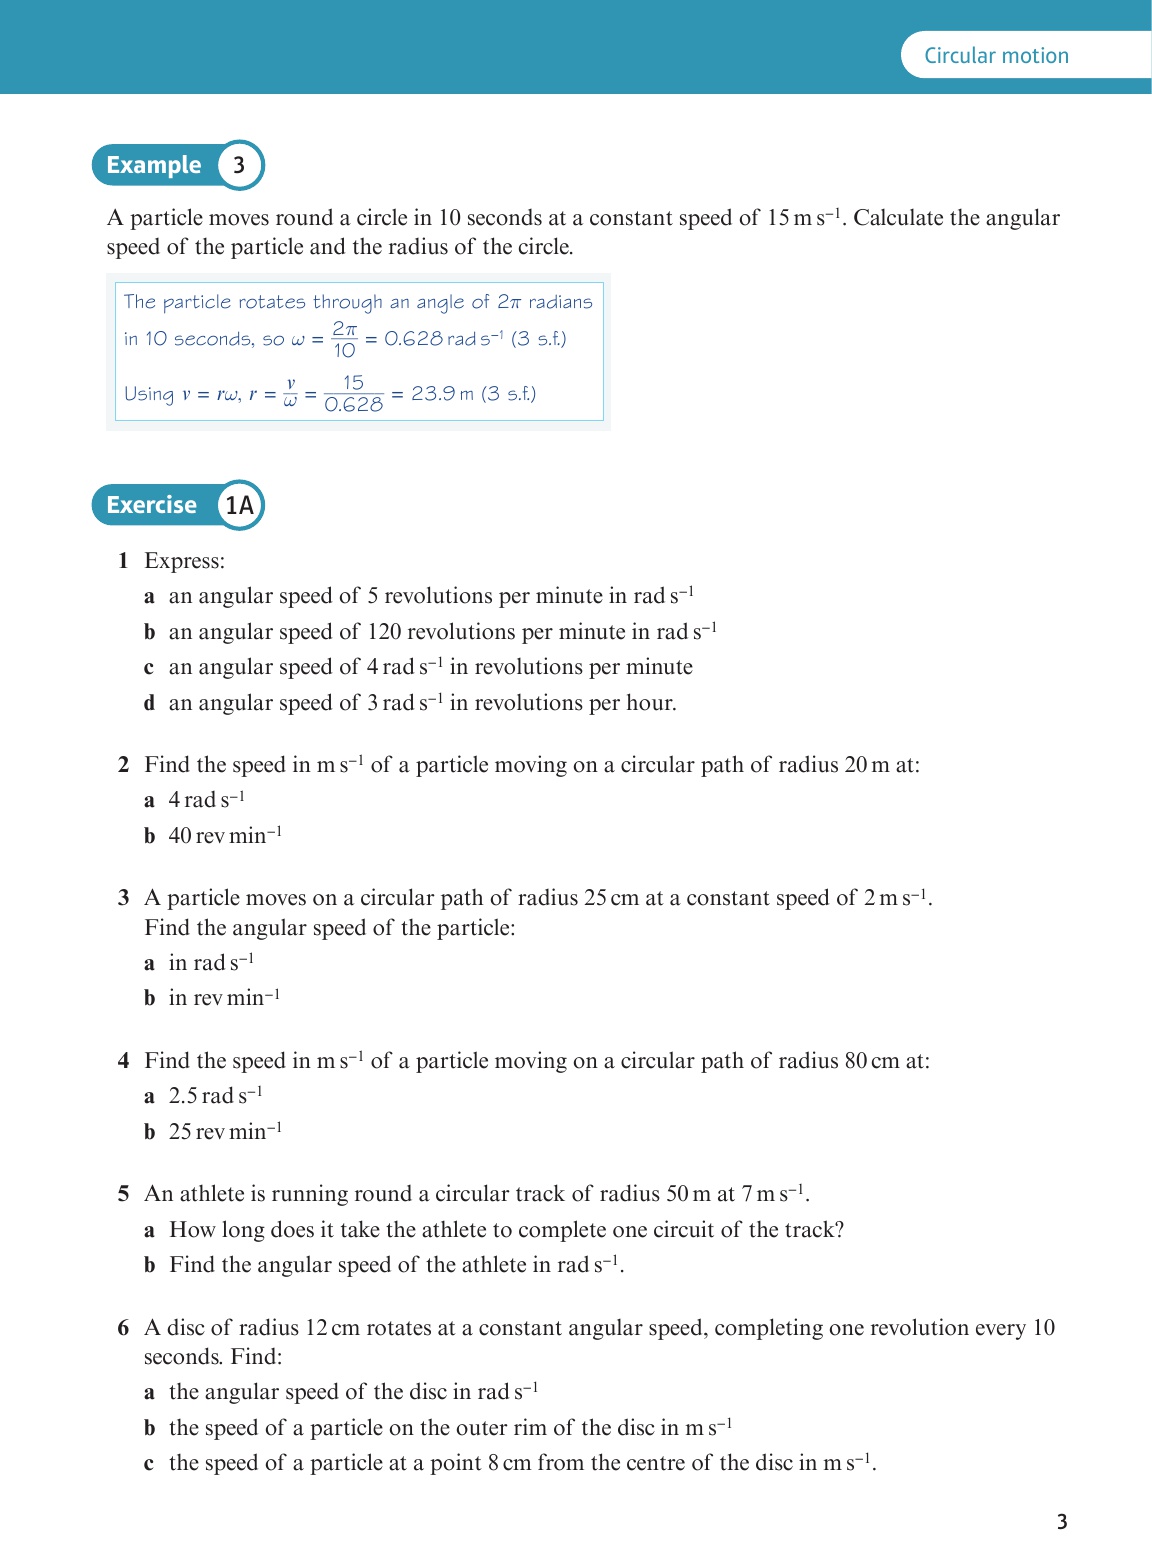 Circular motion
Example 3
A particle moves round a circle in 10 seconds at a constant speed of 15 m s⁻¹. Calculate the angular
speed of the particle and the radius of the circle.
The particle rotates through an angle of 2π radians
in 10 seconds, so ω = 2π/10 = 0.628 rad s⁻¹ (3 s.f.)
Using v = rω, r = v/ω = 15/0.628 = 23.9 m (3 s.f.)
Exercise 1A
1 Express:
a an angular speed of 5 revolutions per minute in rad s⁻¹
b an angular speed of 120 revolutions per minute in rad s⁻¹
c an angular speed of 4 rad s⁻¹ in revolutions per minute
d an angular speed of 3 rad s⁻¹ in revolutions per hour.
2 Find the speed in m s⁻¹ of a particle moving on a circular path of radius 20 m at:
a 4 rad s⁻¹
b 40 rev min⁻¹
3 A particle moves on a circular path of radius 25 cm at a constant speed of 2 m s⁻¹.
Find the angular speed of the particle:
a in rad s⁻¹
b in rev min⁻¹
4 Find the speed in m s⁻¹ of a particle moving on a circular path of radius 80 cm at:
a 2.5 rad s⁻¹
b 25 rev min⁻¹
5 An athlete is running round a circular track of radius 50 m at 7 m s⁻¹.
a How long does it take the athlete to complete one circuit of the track?
b Find the angular speed of the athlete in rad s⁻¹.
6 A disc of radius 12 cm rotates at a constant angular speed, completing one revolution every 10
seconds. Find:
a the angular speed of the disc in rad s⁻¹
b the speed of a particle on the outer rim of the disc in m s⁻¹
c the speed of a particle at a point 8 cm from the centre of the disc in m s⁻¹.
3